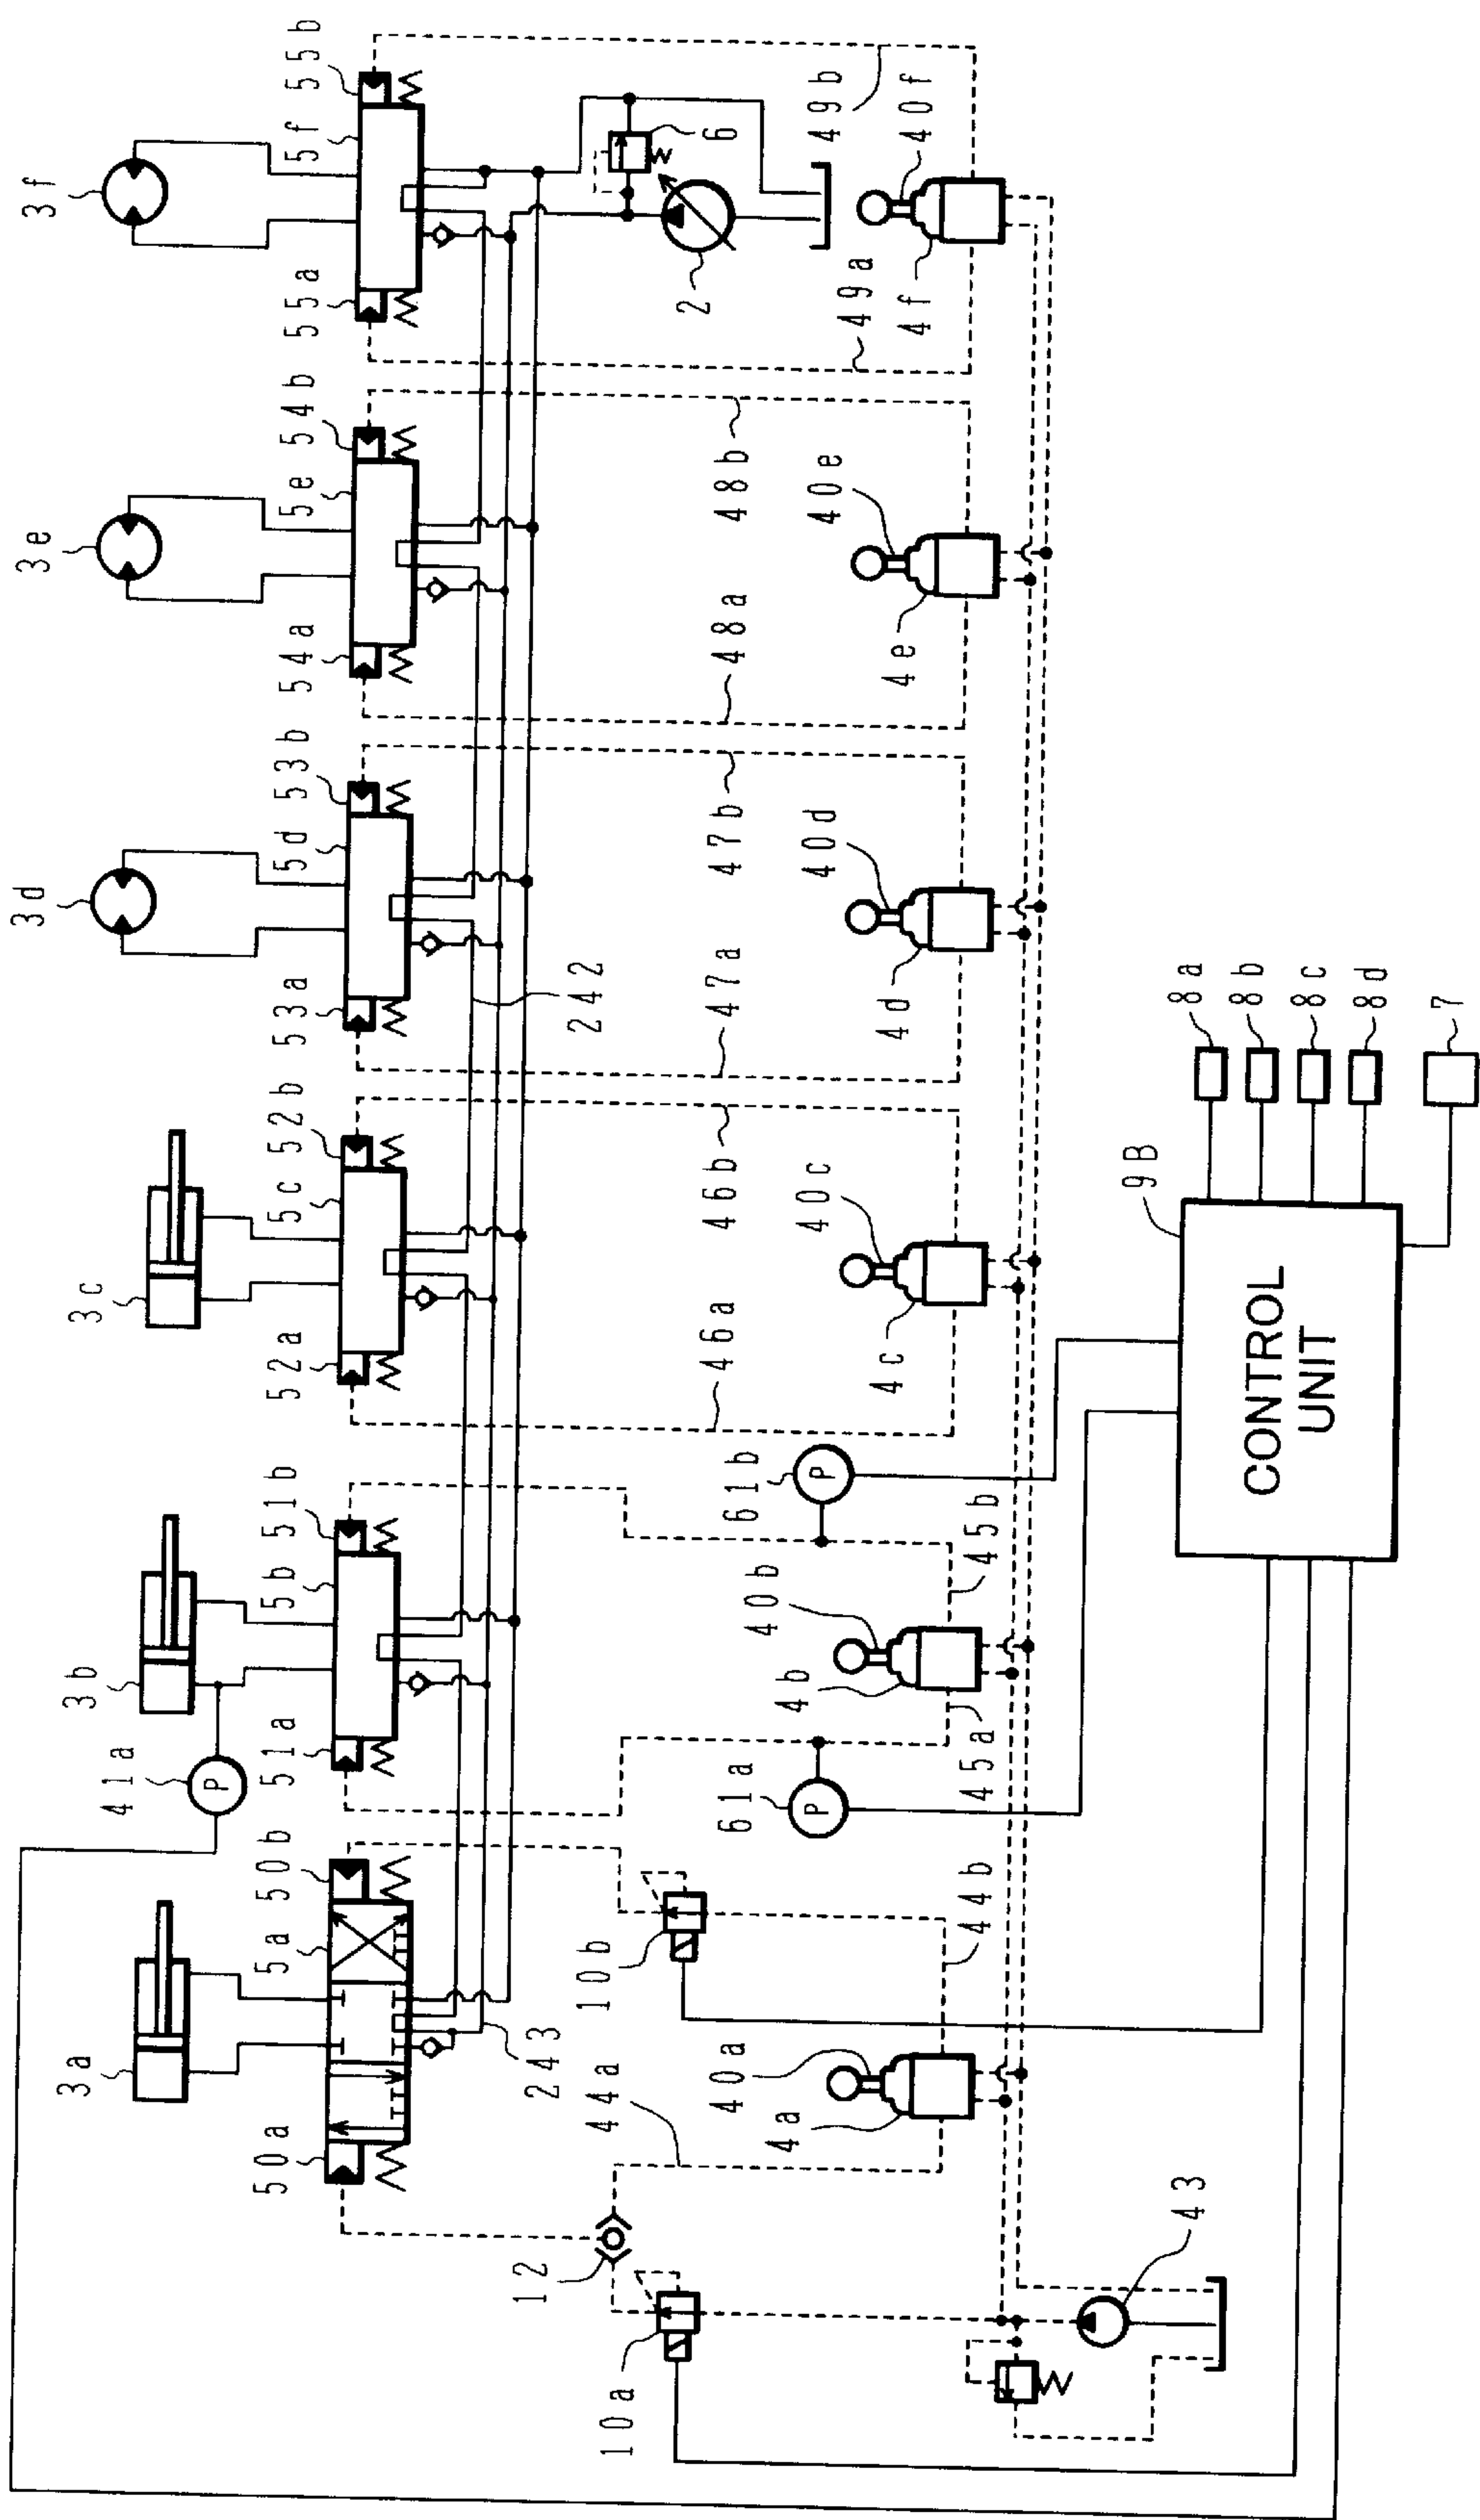 3a
3b
3c
3d
3e
3f
41a
P
50a
5a
50b
51a
5b
51b
52a
5c
52b
53a
5d
53b
54a
5e
54b
55a
5f
55b
243
242
6
2
12
10a
10b
44a
44b
61a
P
61b
P
45a
45b
46a
46b
47a
47b
48a
48b
49a
49b
4a
40a
4b
40b
4c
40c
4d
40d
4e
40e
4f
40f
43
9B
CONTROL
UNIT
8a
8b
8c
8d
7